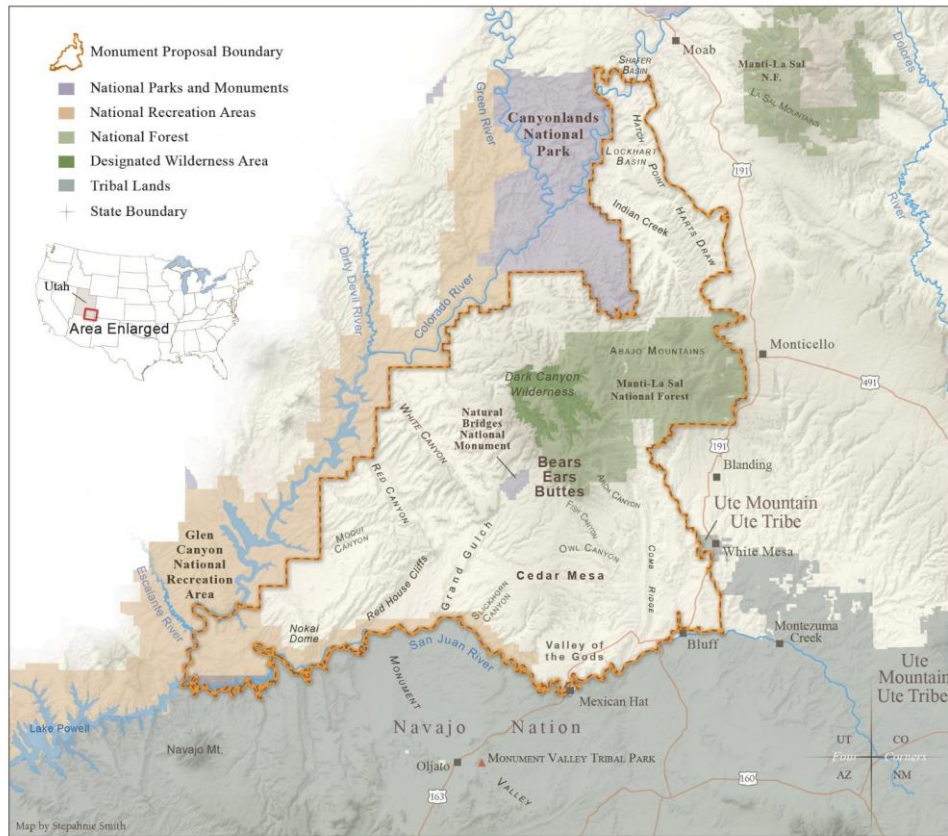 Monument Proposal Boundary
National Parks and Monuments
National Recreation Areas
National Forest
Designated Wilderness Area
Tribal Lands
State Boundary
Utah
Area Enlarged
Moab
SHAFER
BASIN
Manti-La Sal
N.F.
LA SAL MOUNTAINS
Dolores
River
Green River
Canyonlands
National
Park
HATCH
POINT
LOCKHART
BASIN
191
Indian Creek
HARTS DRAW
Dirty Devil River
Colorado River
ABAJO MOUNTAINS
Monticello
491
Dark Canyon
Wilderness
Manti-La Sal
National Forest
WHITE CANYON
Natural
Bridges
National
Monument
191
Blanding
Bears
Ears
Buttes
RED CANYON
ARCH CANYON
FISH CANYON
Ute Mountain
Ute Tribe
White Mesa
MOQUI
CANYON
OWL CANYON
Glen
Canyon
National
Recreation
Area
Escalante River
Red House Cliffs
Grand Gulch
SLICKHORN
CANYON
Cedar Mesa
COMB RIDGE
Nokai
Dome
San Juan River
Valley of
the Gods
Bluff
Montezuma
Creek
Mexican Hat
MONUMENT
VALLEY
Ute
Mountain
Ute Tribe
Lake Powell
Navajo Mt.
Navajo Nation
Oljato
MONUMENT VALLEY TRIBAL PARK
163
160
UT CO
Four Corners
AZ NM
Map by Stepahnie Smith